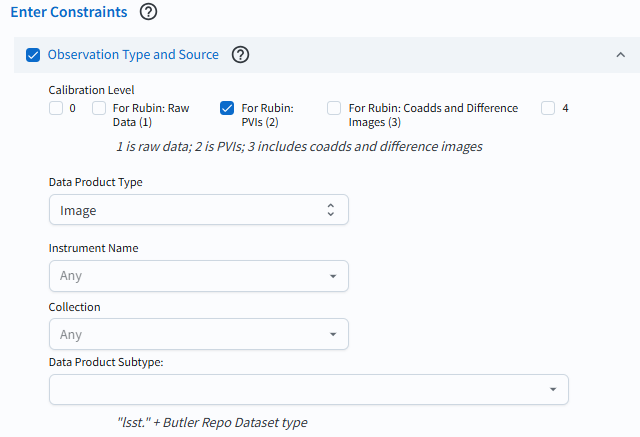 Enter Constraints
Observation Type and Source
Calibration Level
0
For Rubin: Raw
Data (1)
For Rubin:
PVIs (2)
For Rubin: Coadds and Difference
Images (3)
4
1 is raw data; 2 is PVIs; 3 includes coadds and difference images
Data Product Type
Image
Instrument Name
Any
Collection
Any
Data Product Subtype:
"lsst." + Butler Repo Dataset type